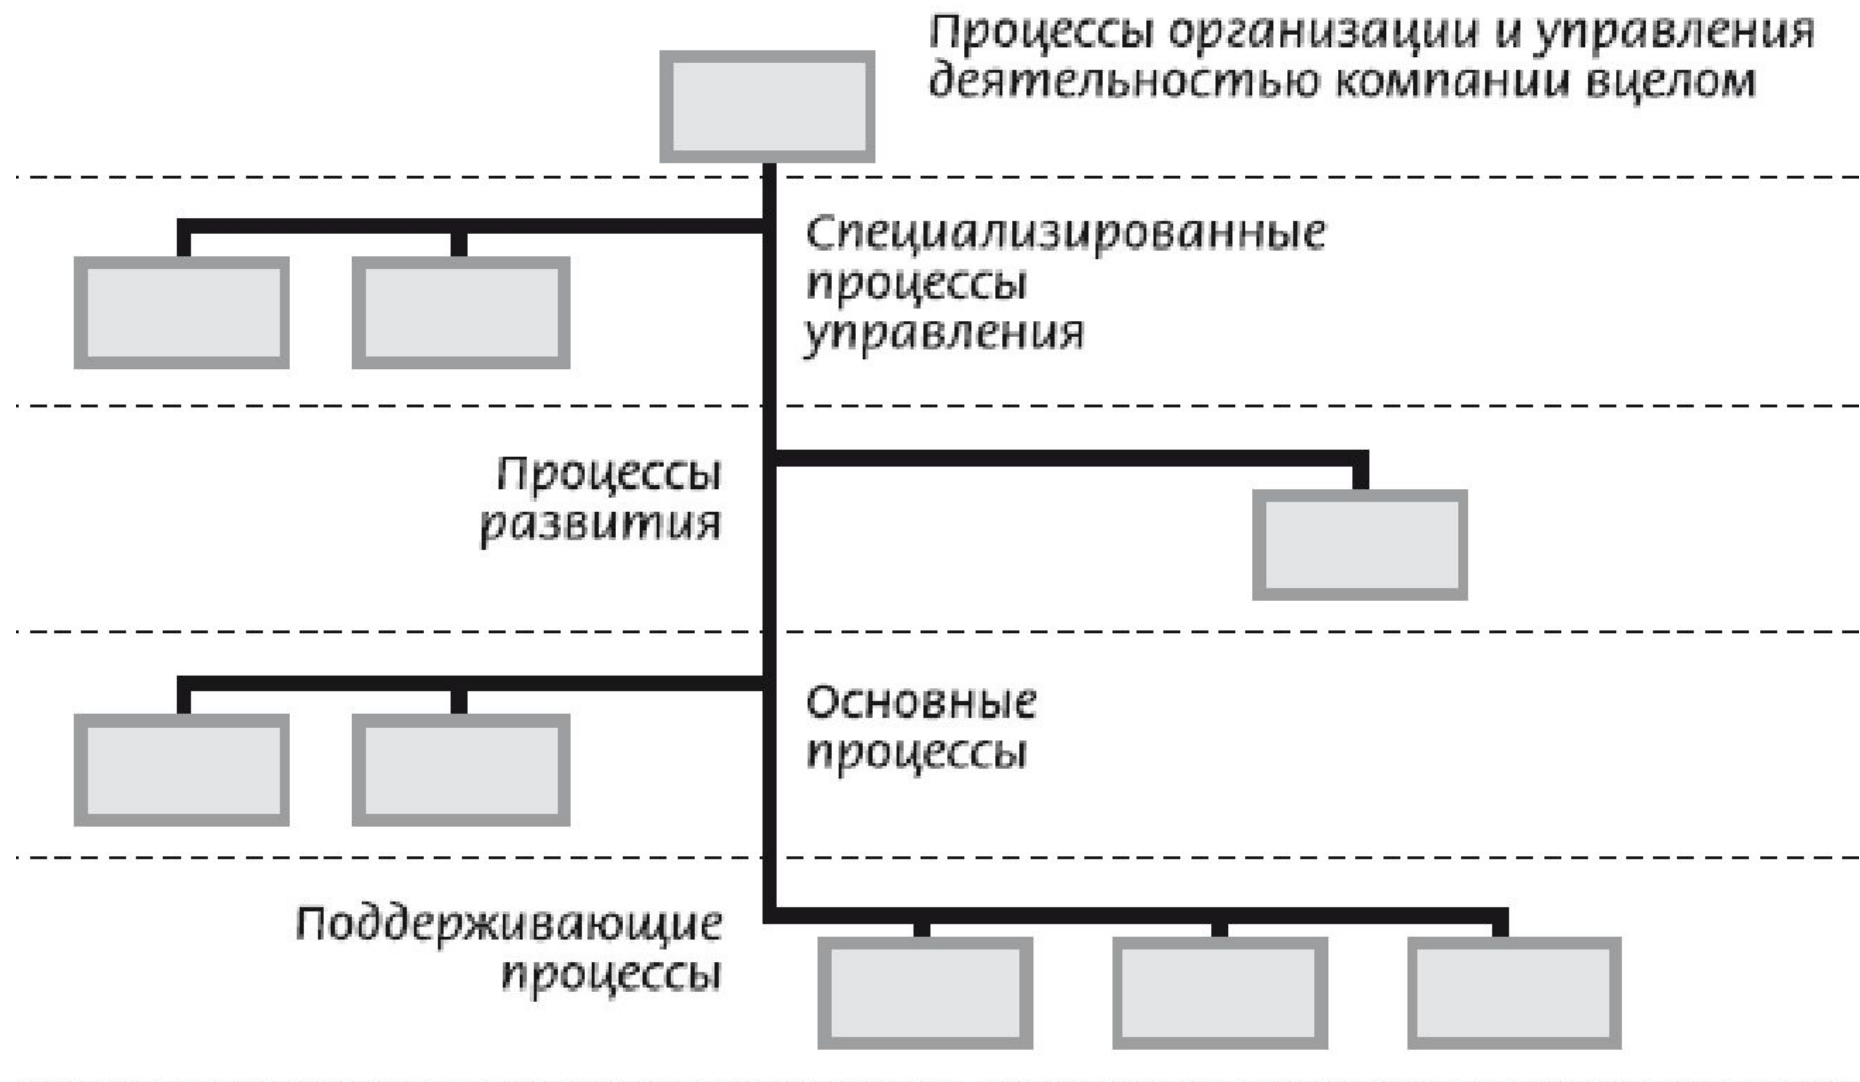 Процессы организации и управления
деятельностью компании вцелом
Специализированные
процессы
управления
Процессы
развития
Основные
процессы
Поддерживающие
процессы